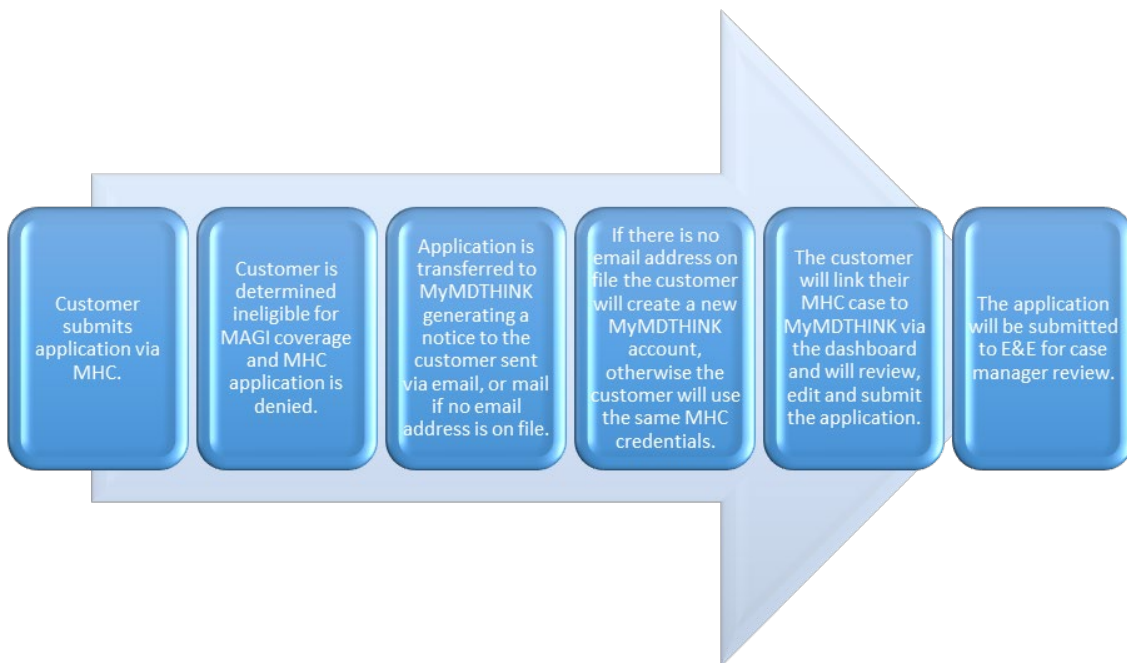 Customer
submits
application via
MHC.
Customer is
determined
ineligible for
MAGI coverage
and MHC
application is
denied.
Application is
transferred to
MyMDTHINK
generating a
notice to the
customer sent
via email, or mail
if no email
address is on file.
If there is no
email address on
file the customer
will create a new
MyMDTHINK
account,
otherwise the
customer will use
the same MHC
credentials.
The customer
will link their
MHC case to
MyMDTHINK via
the dashboard
and will review,
edit and submit
the application.
The application
will be submitted
to E&E for case
manager review.